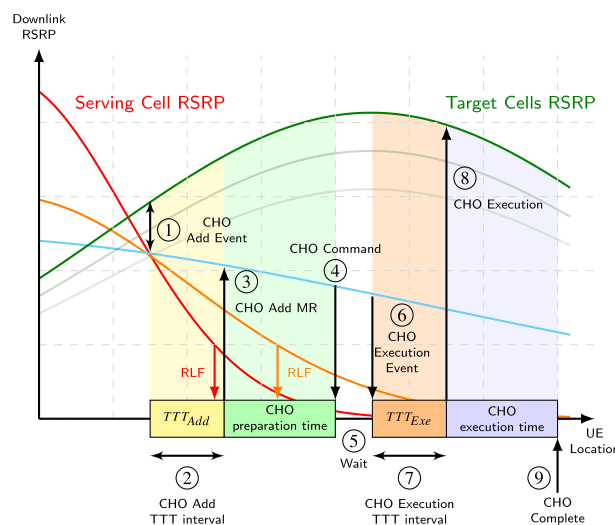 Downlink
RSRP
Serving Cell RSRP
Target Cells RSRP
1
CHO
Add Event
8
CHO Execution
CHO Command
3
4
CHO Add MR
6
CHO
Execution
Event
RLF
RLF
TTT_Add
CHO
preparation time
TTT_Exe
CHO
execution time
UE
Location
5
Wait
2
CHO Add
TTT interval
7
CHO Execution
TTT interval
9
CHO
Complete